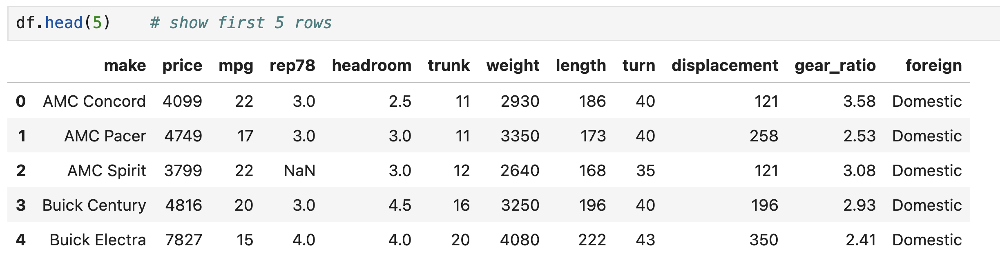 df.head(5)    # show first 5 rows
make price mpg rep78 headroom trunk weight length turn displacement gear_ratio foreign
0 AMC Concord 4099 22 3.0 2.5 11 2930 186 40 121 3.58 Domestic
1 AMC Pacer 4749 17 3.0 3.0 11 3350 173 40 258 2.53 Domestic
2 AMC Spirit 3799 22 NaN 3.0 12 2640 168 35 121 3.08 Domestic
3 Buick Century 4816 20 3.0 4.5 16 3250 196 40 196 2.93 Domestic
4 Buick Electra 7827 15 4.0 4.0 20 4080 222 43 350 2.41 Domestic